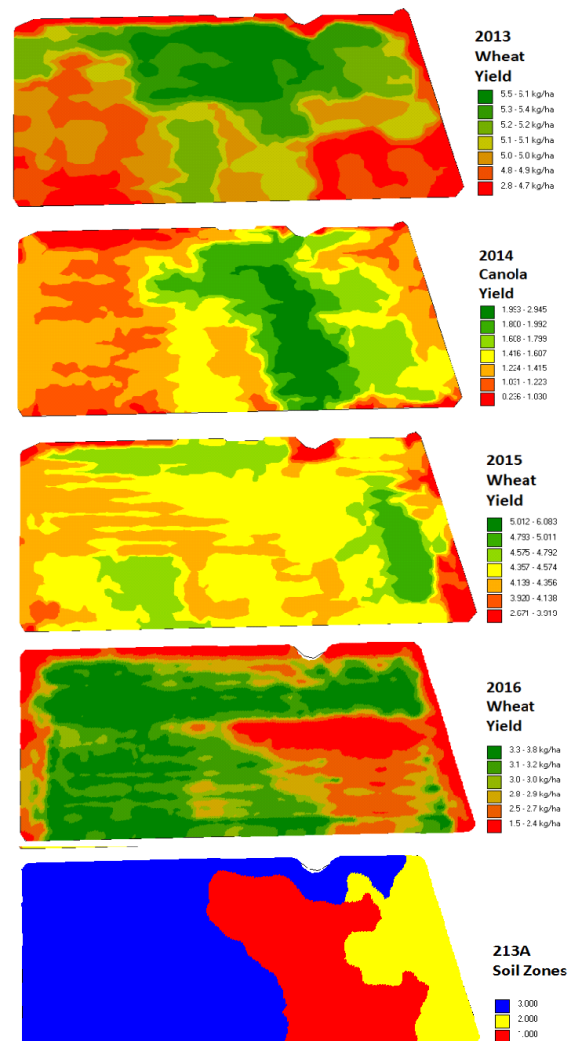 2013
Wheat
Yield
5.5 - 6.1 kg/ha
5.3 - 5.4 kg/ha
5.2 - 5.2 kg/ha
5.1 - 5.1 kg/ha
5.0 - 5.0 kg/ha
4.8 - 4.9 kg/ha
2.8 - 4.7 kg/ha
2014
Canola
Yield
1.993 - 2.945
1.800 - 1.992
1.608 - 1.799
1.416 - 1.607
1.224 - 1.415
1.031 - 1.223
0.236 - 1.030
2015
Wheat
Yield
5.012 - 6.083
4.793 - 5.011
4.575 - 4.792
4.357 - 4.574
4.139 - 4.356
3.920 - 4.138
2.671 - 3.919
2016
Wheat
Yield
3.3 - 3.8 kg/ha
3.1 - 3.2 kg/ha
3.0 - 3.0 kg/ha
2.8 - 2.9 kg/ha
2.5 - 2.7 kg/ha
1.5 - 2.4 kg/ha
213A
Soil Zones
3.000
2.000
1.000